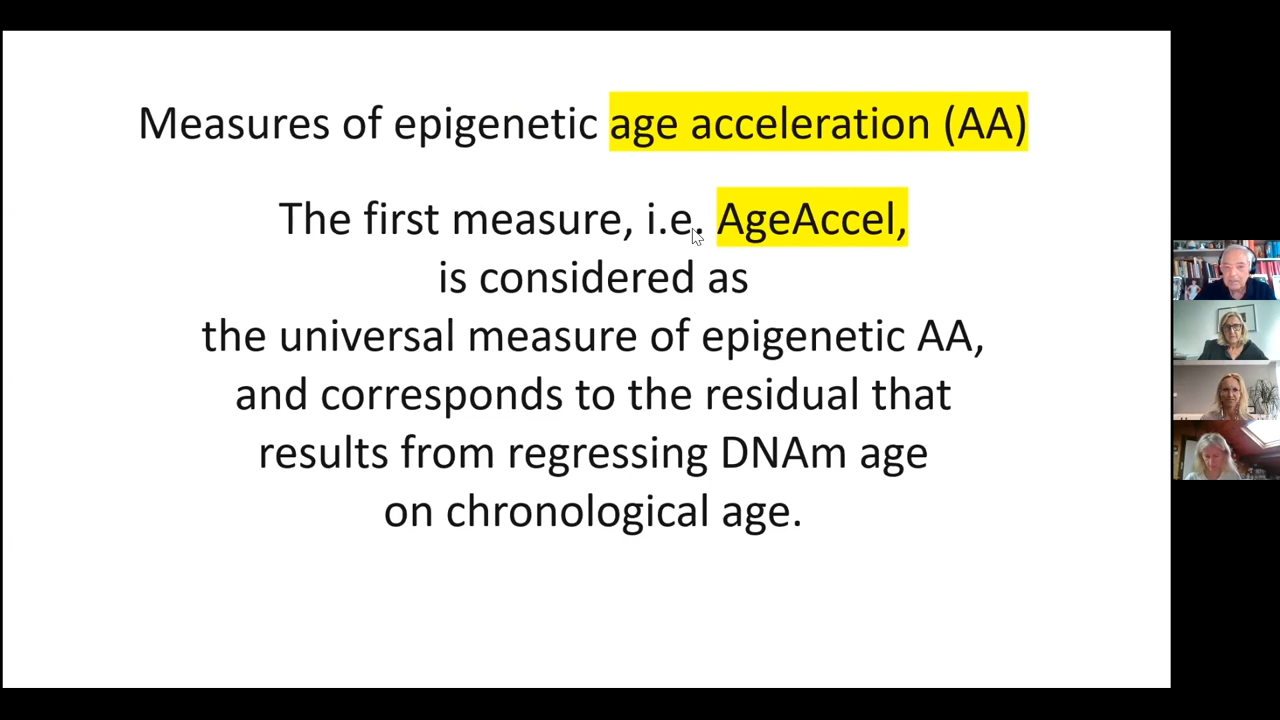 Measures of epigenetic age acceleration (AA)
The first measure, i.e. AgeAccel,
is considered as
the universal measure of epigenetic AA,
and corresponds to the residual that
results from regressing DNAm age
on chronological age.